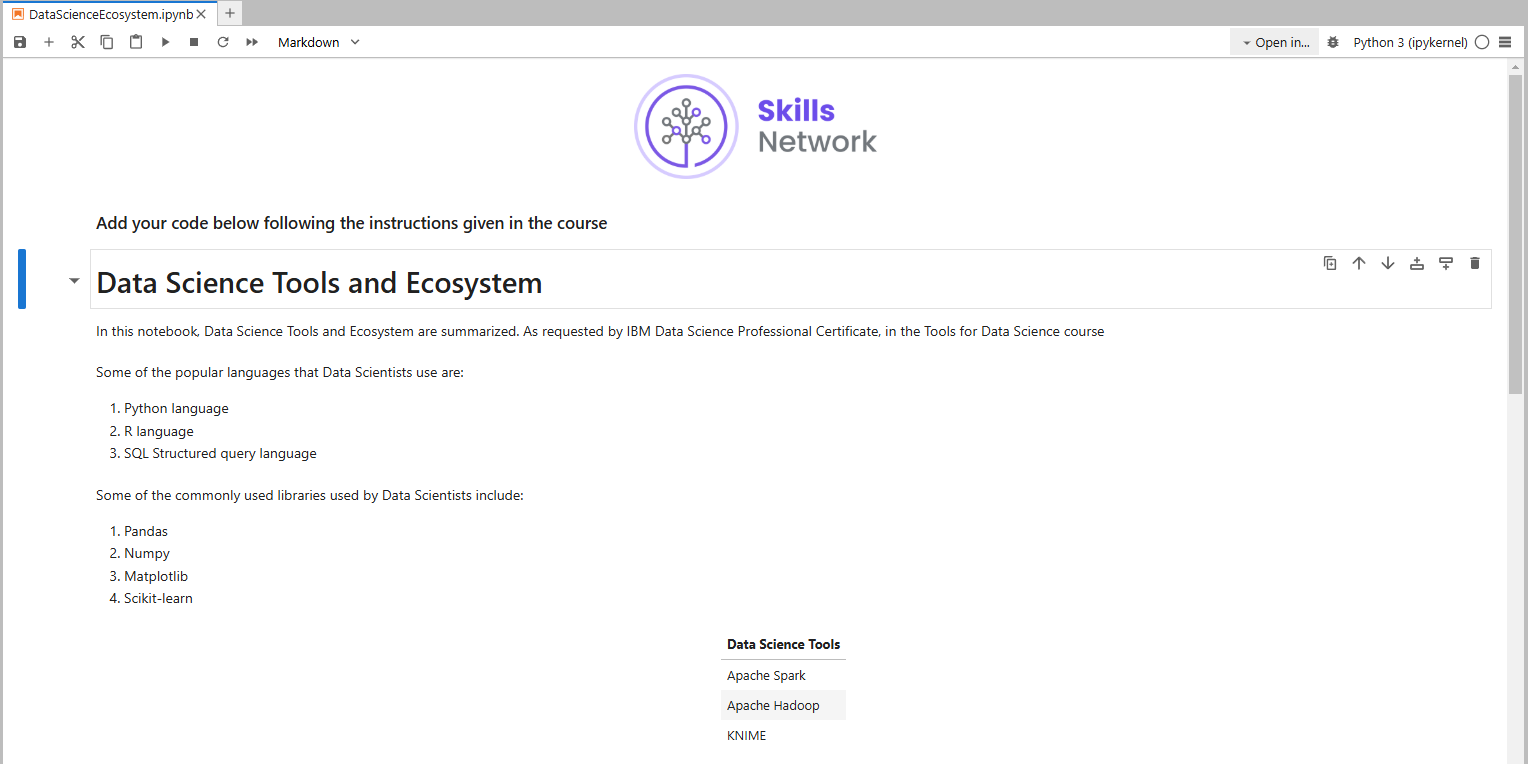 DataScienceEcosystem.ipynb
Markdown
Open in...
Python 3 (ipykernel)
Skills
Network
Add your code below following the instructions given in the course
Data Science Tools and Ecosystem
In this notebook, Data Science Tools and Ecosystem are summarized. As requested by IBM Data Science Professional Certificate, in the Tools for Data Science course
Some of the popular languages that Data Scientists use are:
1. Python language
2. R language
3. SQL Structured query language
Some of the commonly used libraries used by Data Scientists include:
1. Pandas
2. Numpy
3. Matplotlib
4. Scikit-learn
Data Science Tools
Apache Spark
Apache Hadoop
KNIME